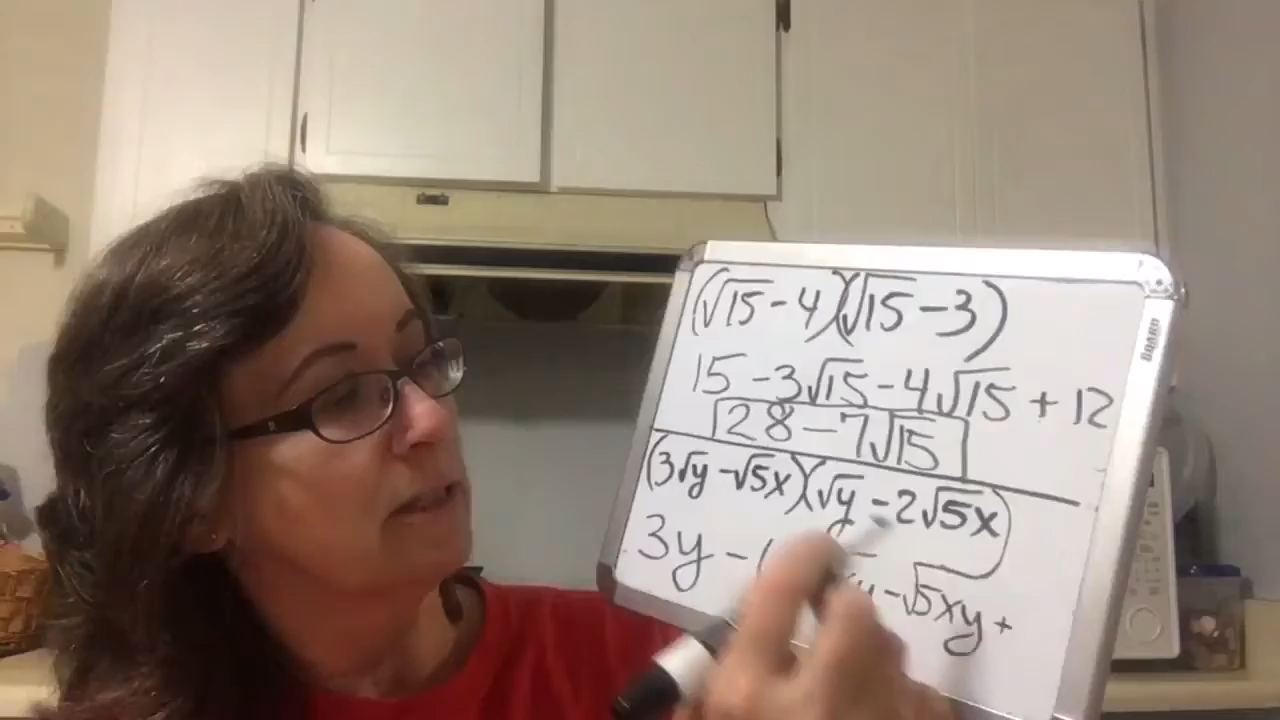 (√15 - 4)(√15 - 3)
15 - 3√15 - 4√15 + 12
28 - 7√15
(3√y - √5x)(√y - 2√5x)
3y - y - √5xy +
BOARD